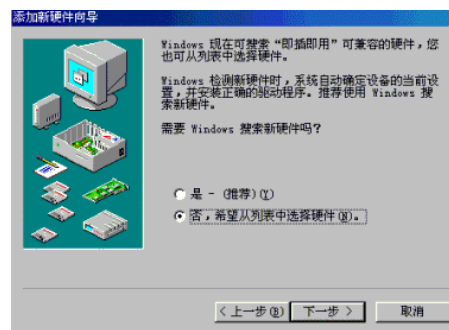 添加新硬件向导
Windows 现在可搜索“即插即用”可兼容的硬件，您
也可从列表中选择硬件。
Windows 检测新硬件时，系统自动确定设备的当前设
置，并安装正确的驱动程序。推荐使用 Windows 搜
索新硬件。
需要 Windows 搜索新硬件吗？
是 - (推荐)(Y)
否，希望从列表中选择硬件(N)。
< 上一步(B) 下一步 > 取消